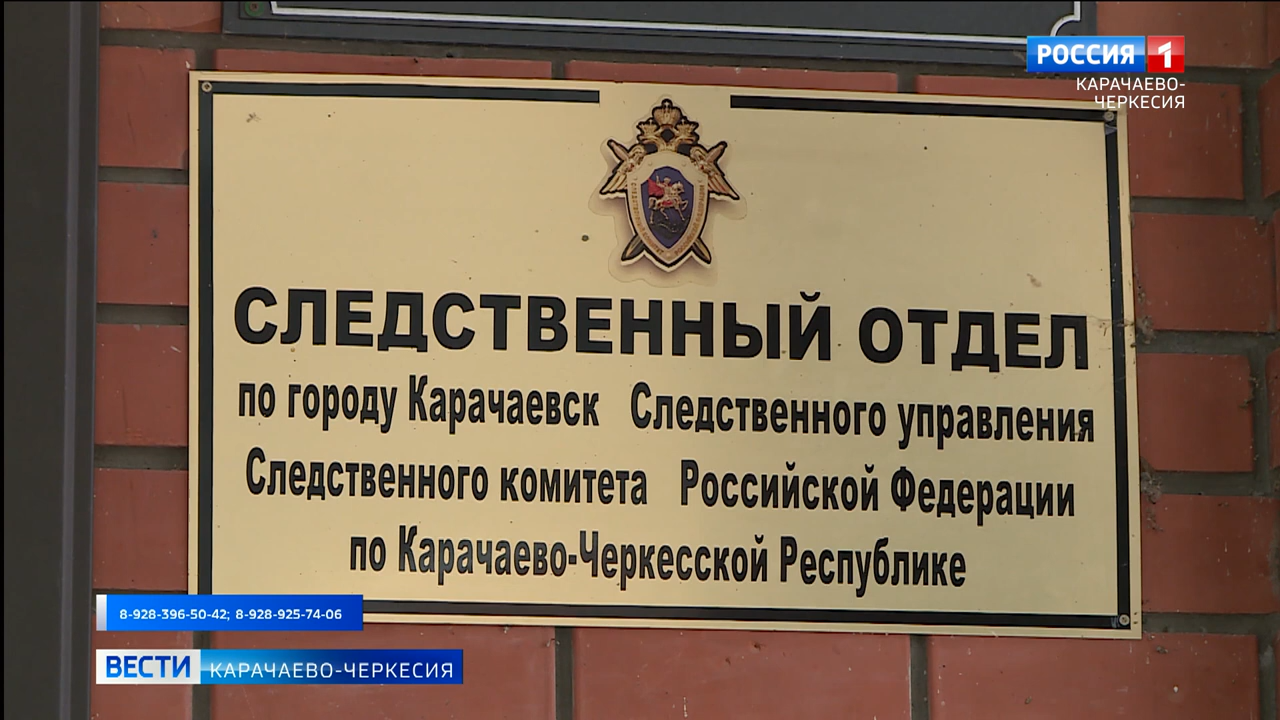 РОССИЯ 1
КАРАЧАЕВО-
ЧЕРКЕСИЯ
СЛЕДСТВЕННЫЙ ОТДЕЛ
по городу Карачаевск Следственного управления
Следственного комитета Российской Федерации
по Карачаево-Черкесской Республике
8-928-396-50-42; 8-928-925-74-06
ВЕСТИ КАРАЧАЕВО-ЧЕРКЕСИЯ